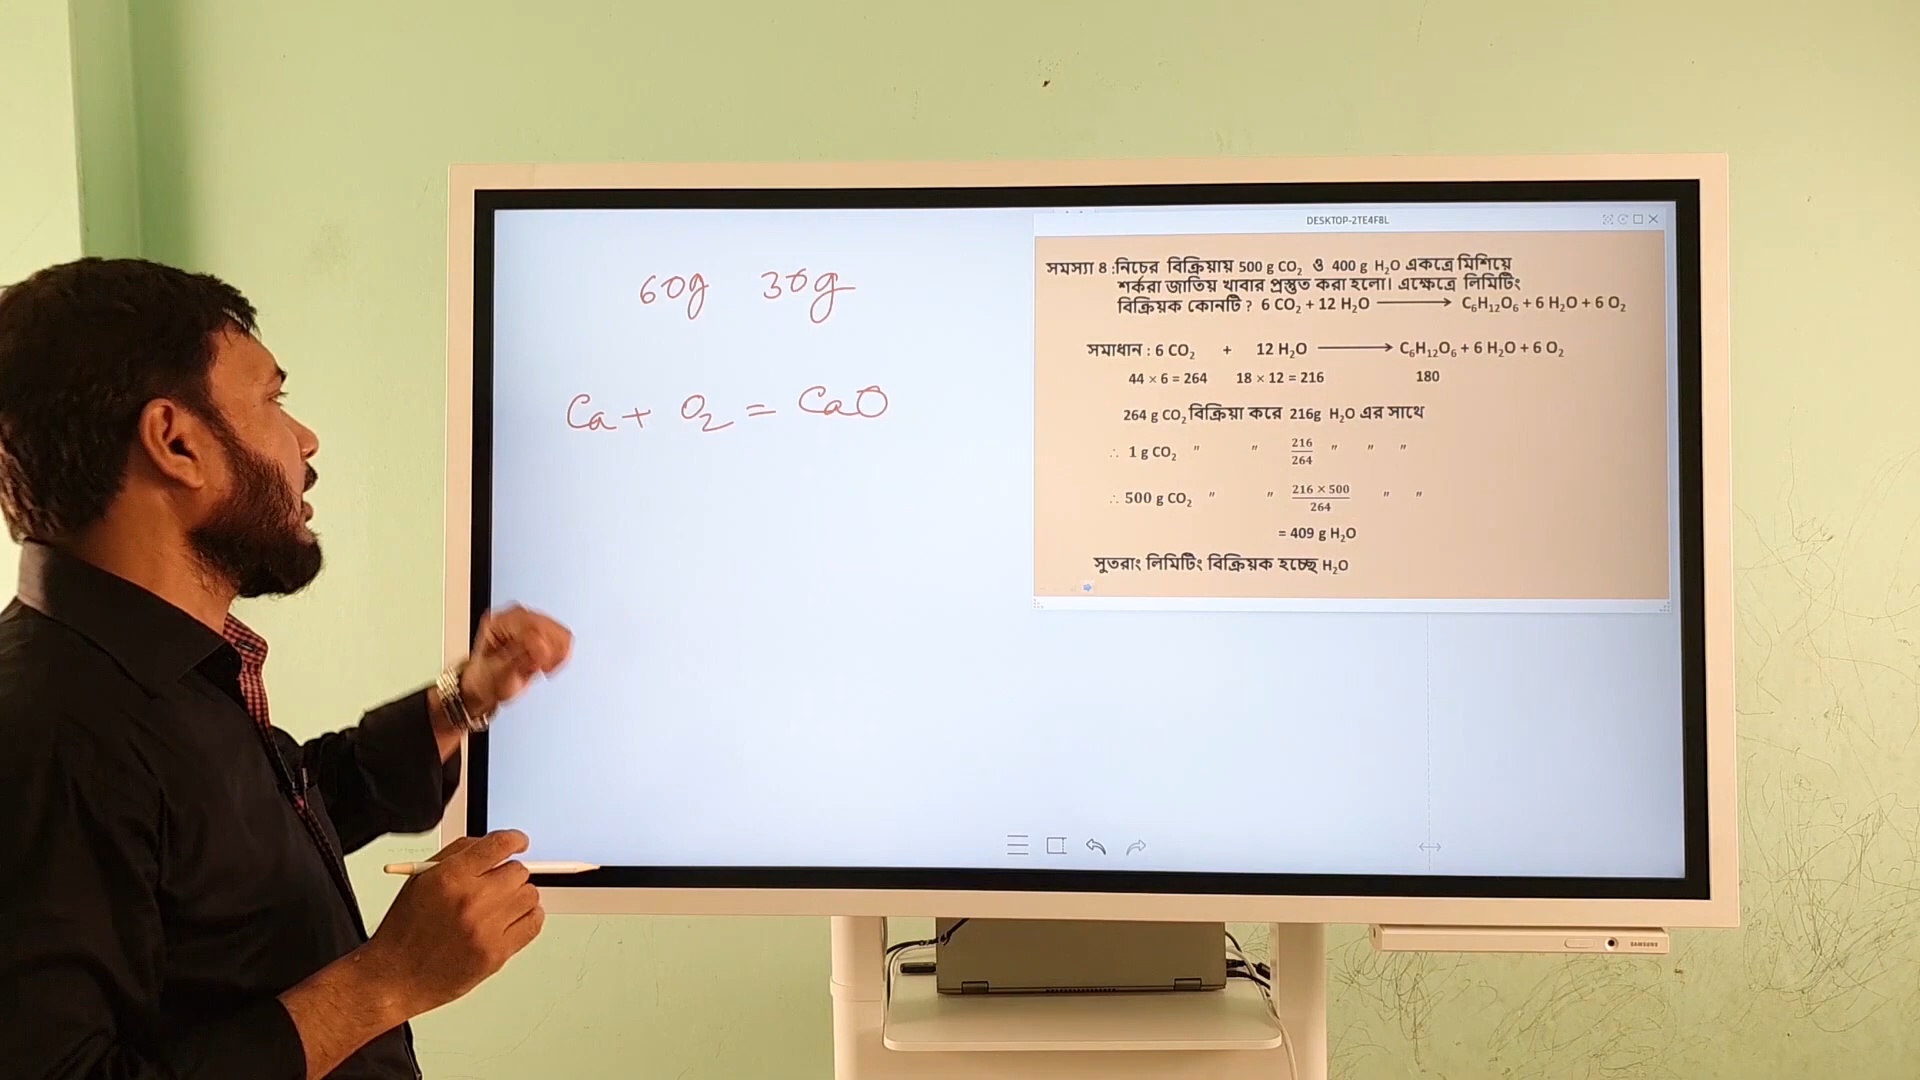 60g 30g
Ca + O₂ = CaO
DESKTOP-2TE4FBL
সমস্যা 8 :নিচের বিক্রিয়ায় 500 g CO₂ ও 400 g H₂O একত্রে মিশিয়ে
শর্করা জাতিয় খাবার প্রস্তুত করা হলো। এক্ষেত্রে লিমিটিং
বিক্রিয়ক কোনটি ? 6 CO₂ + 12 H₂O ⟶ C₆H₁₂O₆ + 6 H₂O + 6 O₂
সমাধান : 6 CO₂ + 12 H₂O ⟶ C₆H₁₂O₆ + 6 H₂O + 6 O₂
44 × 6 = 264 18 × 12 = 216 180
264 g CO₂ বিক্রিয়া করে 216g H₂O এর সাথে
∴ 1 g CO₂ " " 216/264 " " "
∴ 500 g CO₂ " " 216 × 500/264 " "
= 409 g H₂O
সুতরাং লিমিটিং বিক্রিয়ক হচ্ছে H₂O
SAMSUNG